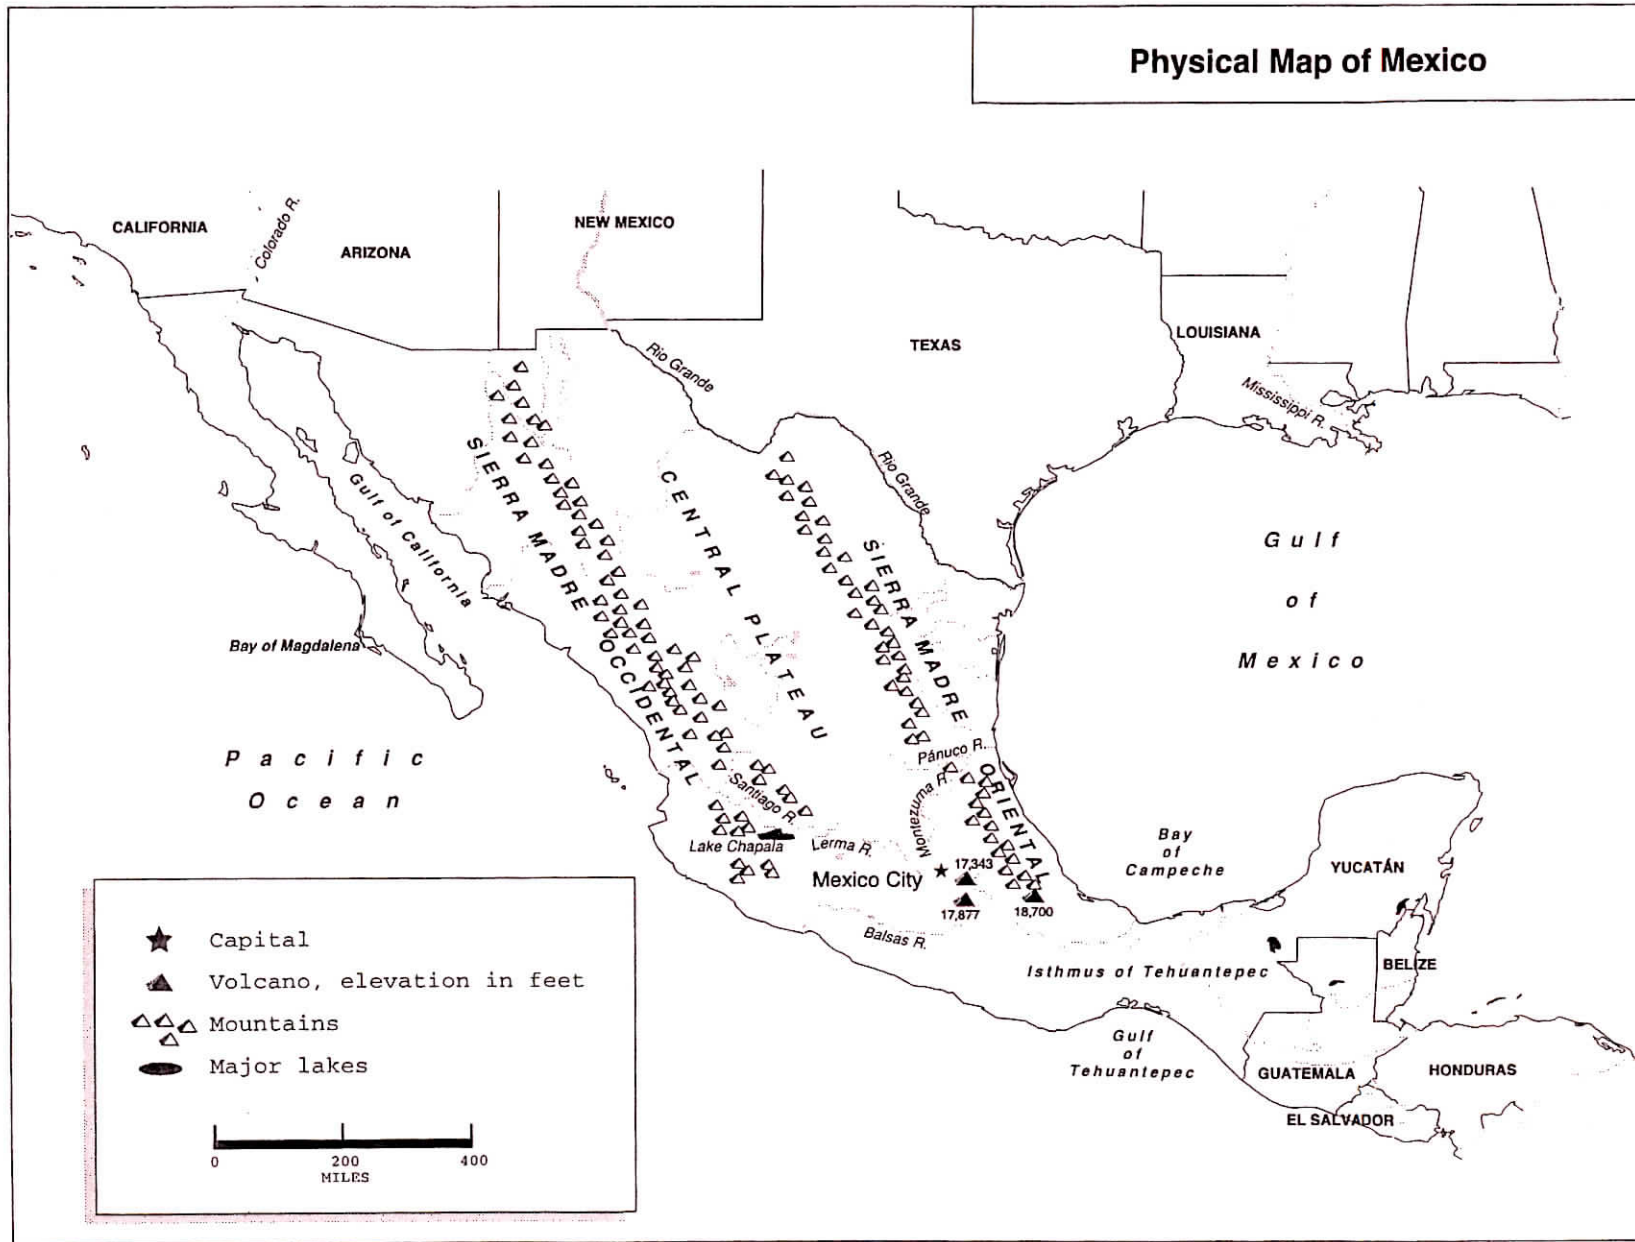 Physical Map of Mexico
CALIFORNIA
Colorado R.
ARIZONA
NEW MEXICO
TEXAS
LOUISIANA
Mississippi R.
Rio Grande
Rio Grande
SIERRA MADRE OCCIDENTAL
CENTRAL PLATEAU
SIERRA MADRE ORIENTAL
Gulf of California
Gulf
of
Mexico
Bay of Magdalena
Pacific
Ocean
Pánuco R.
Montezuma R.
Santiago R.
Lake Chapala
Lerma R.
Mexico City
17,343
17,877
18,700
Balsas R.
Bay
of
Campeche
YUCATÁN
BELIZE
Isthmus of Tehuantepec
Gulf
of
Tehuantepec
GUATEMALA
HONDURAS
EL SALVADOR
Capital
Volcano, elevation in feet
Mountains
Major lakes
0 200 400
MILES